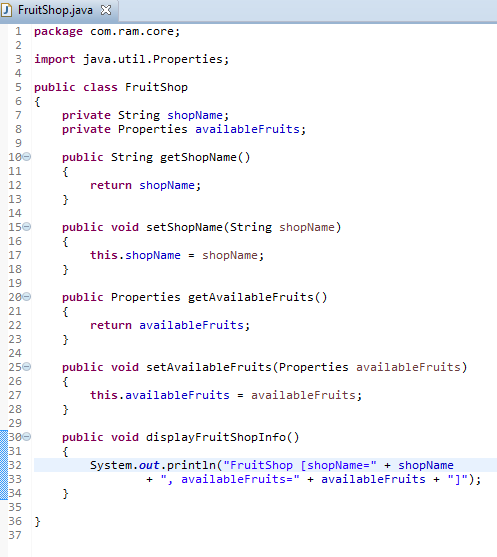 FruitShop.java
1 package com.ram.core;
2
3 import java.util.Properties;
4
5 public class FruitShop
6 {
7     private String shopName;
8     private Properties availableFruits;
9
10     public String getShopName()
11     {
12         return shopName;
13     }
14
15     public void setShopName(String shopName)
16     {
17         this.shopName = shopName;
18     }
19
20     public Properties getAvailableFruits()
21     {
22         return availableFruits;
23     }
24
25     public void setAvailableFruits(Properties availableFruits)
26     {
27         this.availableFruits = availableFruits;
28     }
29
30     public void displayFruitShopInfo()
31     {
32         System.out.println("FruitShop [shopName=" + shopName
33                 + ", availableFruits=" + availableFruits + "]");
34     }
35
36 }
37